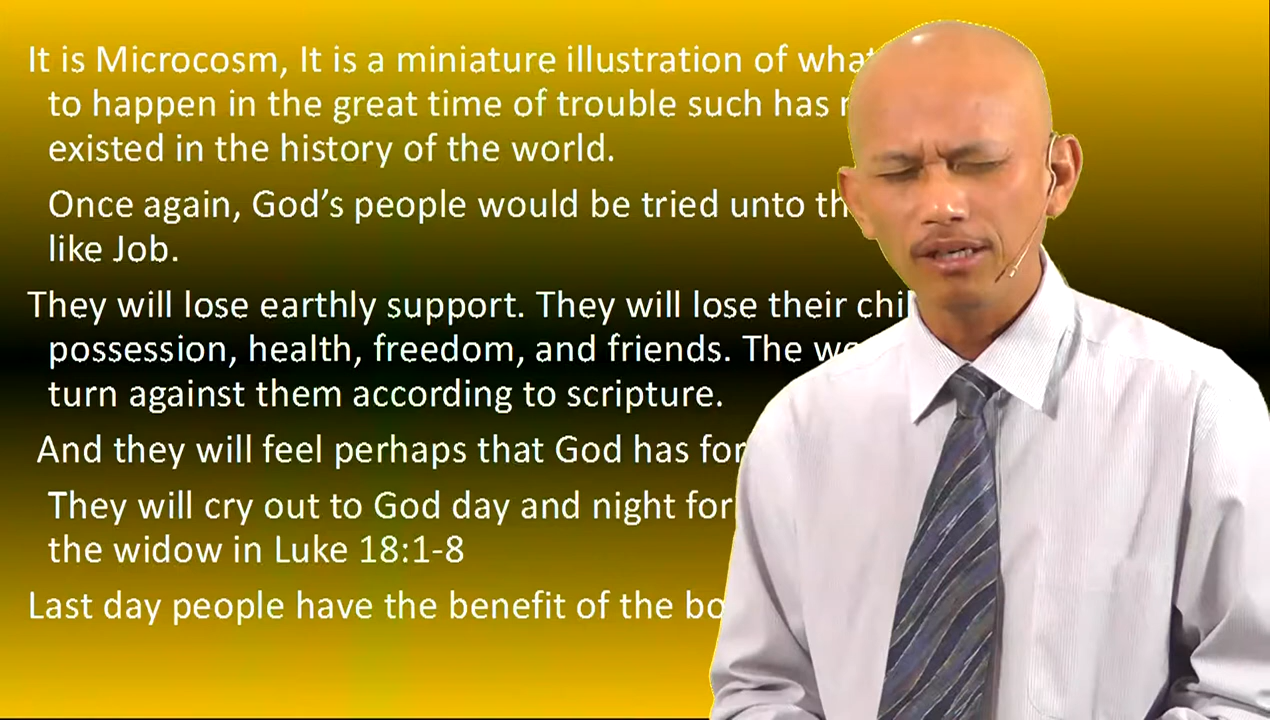 It is Microcosm, It is a miniature illustration of what
to happen in the great time of trouble such has
existed in the history of the world.
Once again, God's people would be tried unto
like Job.
They will lose earthly support. They will lose their
possession, health, freedom, and friends. The
turn against them according to scripture.
And they will feel perhaps that God has
They will cry out to God day and night for
the widow in Luke 18:1-8
Last day people have the benefit of the